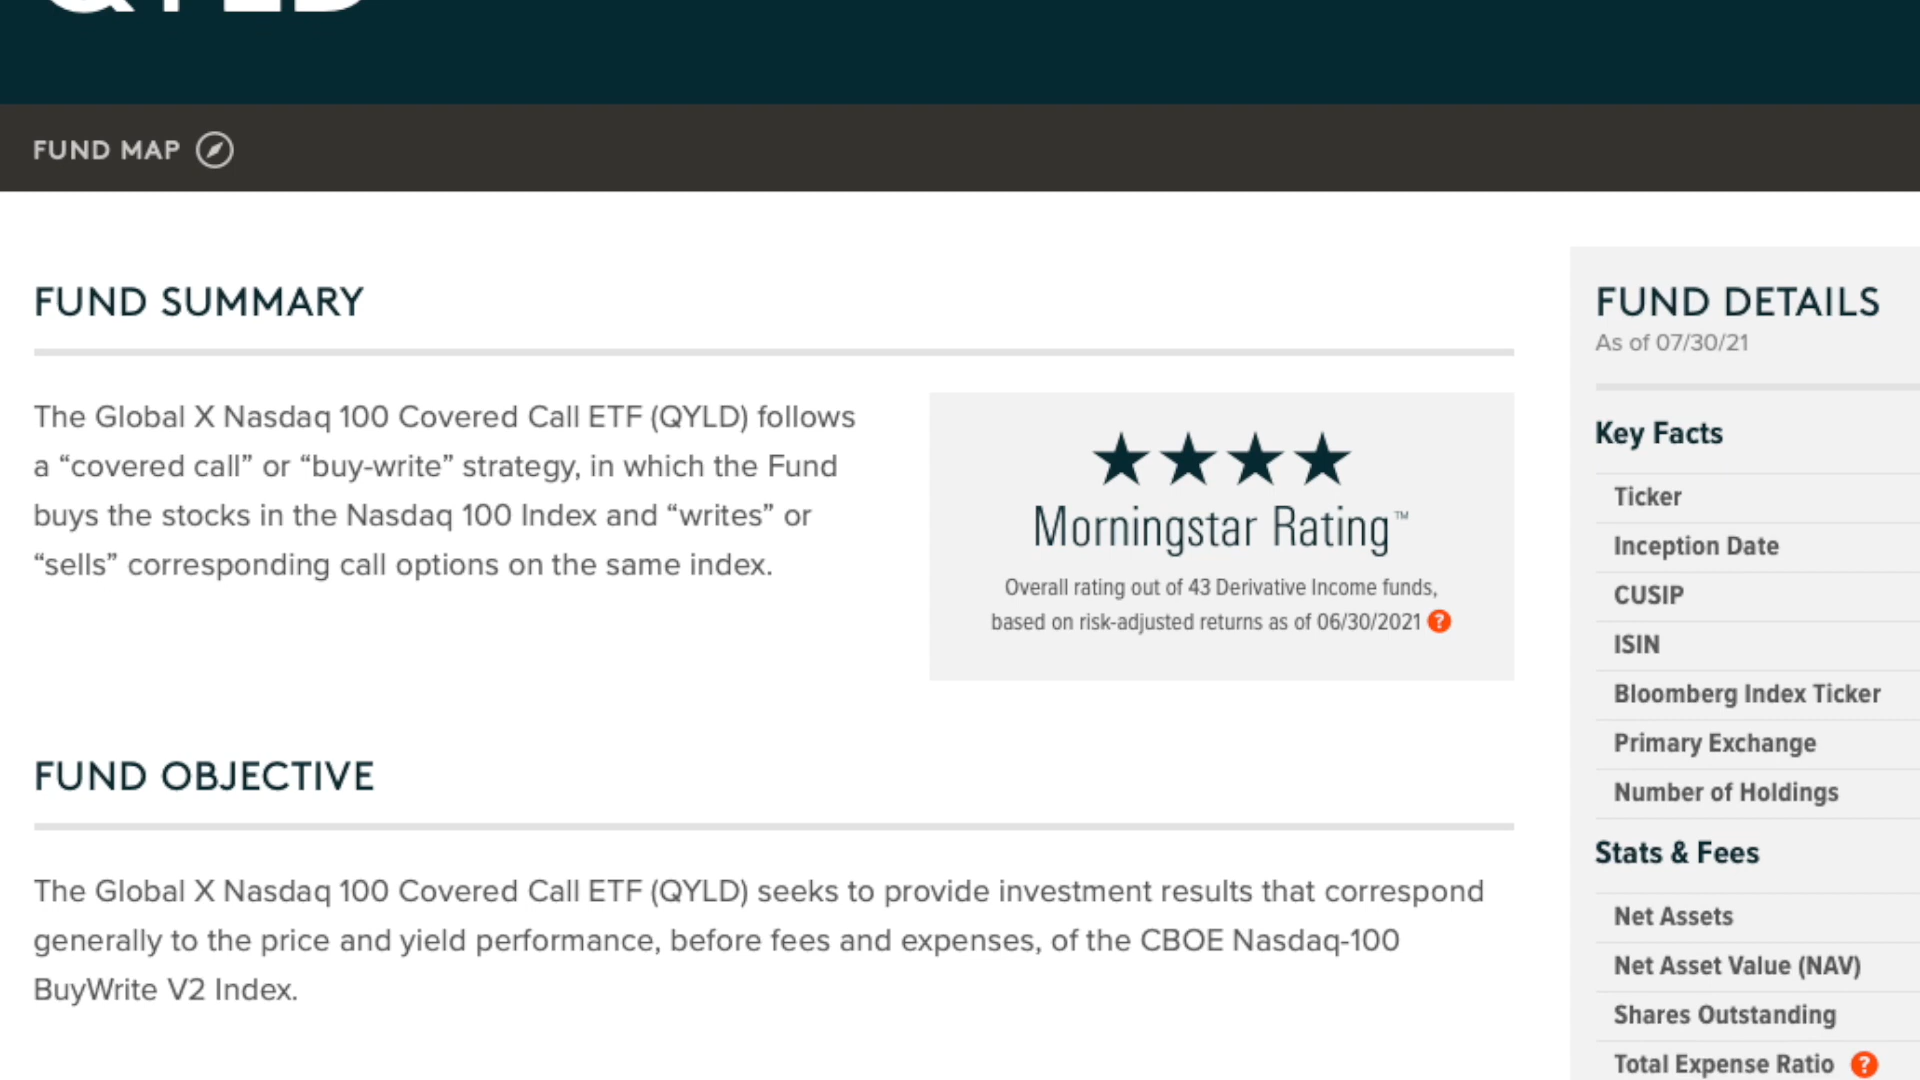 QYLD
FUND MAP
FUND SUMMARY
The Global X Nasdaq 100 Covered Call ETF (QYLD) follows
a “covered call” or “buy-write” strategy, in which the Fund
buys the stocks in the Nasdaq 100 Index and “writes” or
“sells” corresponding call options on the same index.
Morningstar Rating™
Overall rating out of 43 Derivative Income funds,
based on risk-adjusted returns as of 06/30/2021 ?
FUND OBJECTIVE
The Global X Nasdaq 100 Covered Call ETF (QYLD) seeks to provide investment results that correspond
generally to the price and yield performance, before fees and expenses, of the CBOE Nasdaq-100
BuyWrite V2 Index.
FUND DETAILS
As of 07/30/21
Key Facts
Ticker
Inception Date
CUSIP
ISIN
Bloomberg Index Ticker
Primary Exchange
Number of Holdings
Stats & Fees
Net Assets
Net Asset Value (NAV)
Shares Outstanding
Total Expense Ratio ?